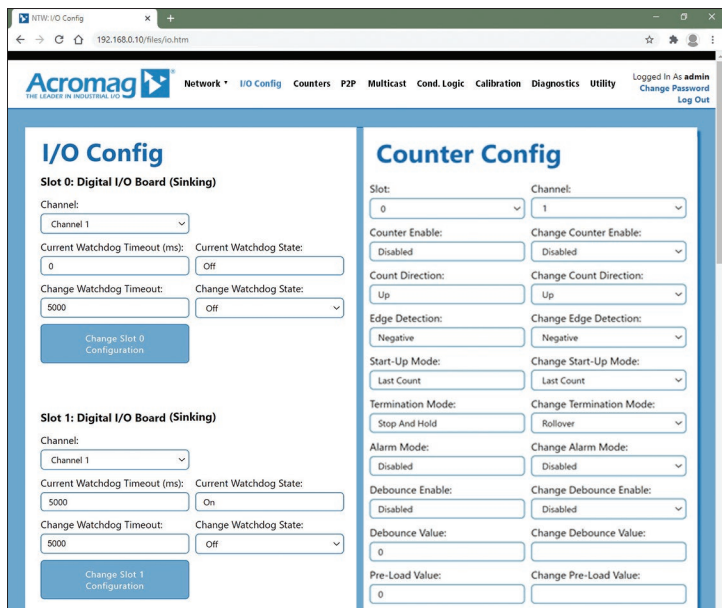 NTW: I/O Config
192.168.0.10/files/io.htm
Acromag
THE LEADER IN INDUSTRIAL I/O
Network I/O Config Counters P2P Multicast Cond. Logic Calibration Diagnostics Utility
Logged In As admin
Change Password
Log Out
I/O Config
Slot 0: Digital I/O Board (Sinking)
Channel:
Channel 1
Current Watchdog Timeout (ms): Current Watchdog State:
0 Off
Change Watchdog Timeout: Change Watchdog State:
5000 Off
Change Slot 0
Configuration
Slot 1: Digital I/O Board (Sinking)
Channel:
Channel 1
Current Watchdog Timeout (ms): Current Watchdog State:
5000 On
Change Watchdog Timeout: Change Watchdog State:
5000 Off
Change Slot 1
Configuration
Counter Config
Slot: Channel:
0 1
Counter Enable: Change Counter Enable:
Disabled Disabled
Count Direction: Change Count Direction:
Up Up
Edge Detection: Change Edge Detection:
Negative Negative
Start-Up Mode: Change Start-Up Mode:
Last Count Last Count
Termination Mode: Change Termination Mode:
Stop And Hold Rollover
Alarm Mode: Change Alarm Mode:
Disabled Disabled
Debounce Enable: Change Debounce Enable:
Disabled Disabled
Debounce Value: Change Debounce Value:
0
Pre-Load Value: Change Pre-Load Value:
0